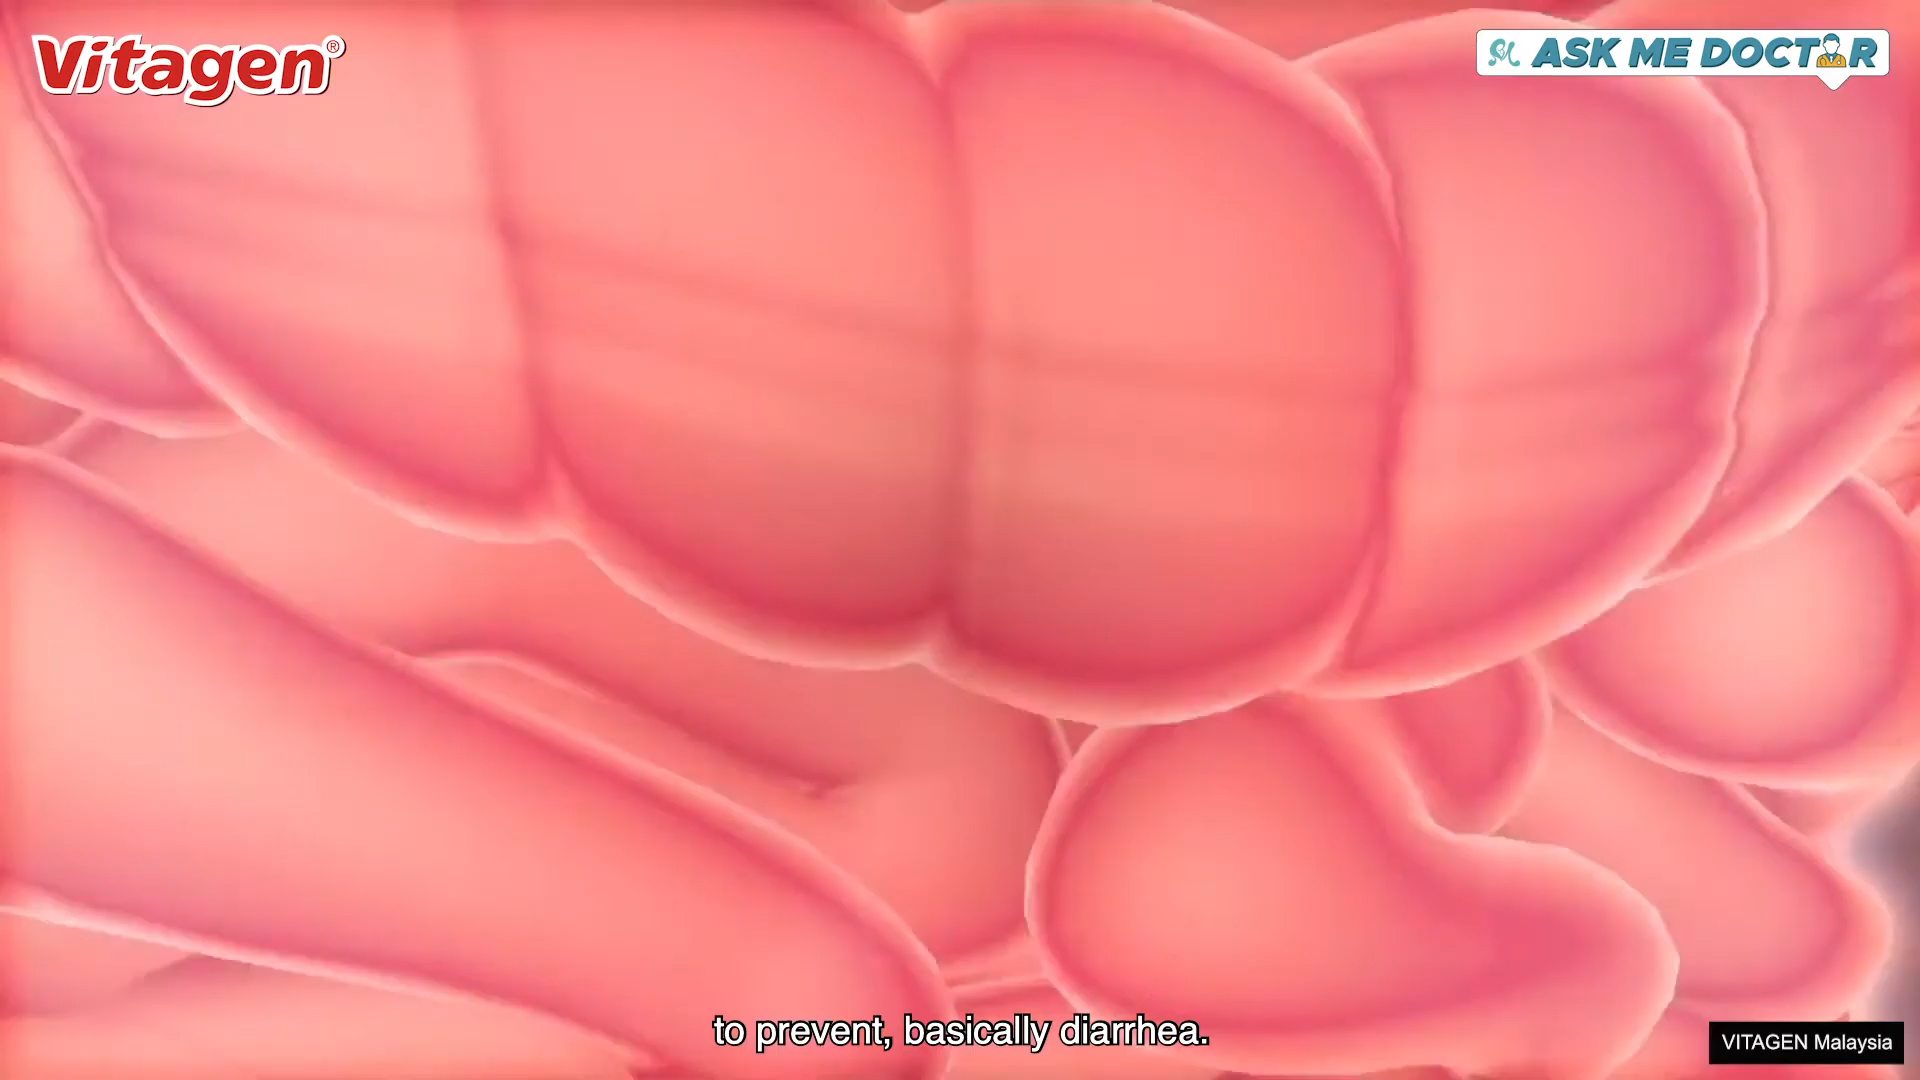 Vitagen®
ASK ME DOCTOR
to prevent, basically diarrhea.
VITAGEN Malaysia